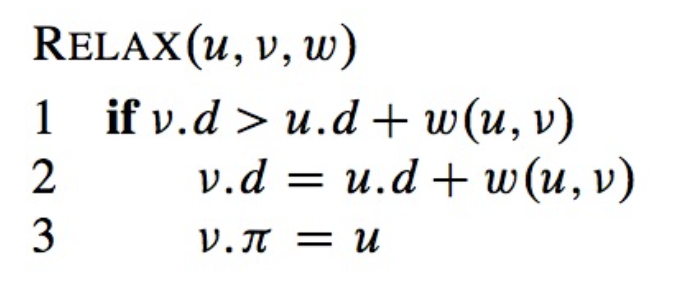 RELAX(u, v, w)
1 if v.d > u.d + w(u, v)
2 v.d = u.d + w(u, v)
3 v.π = u